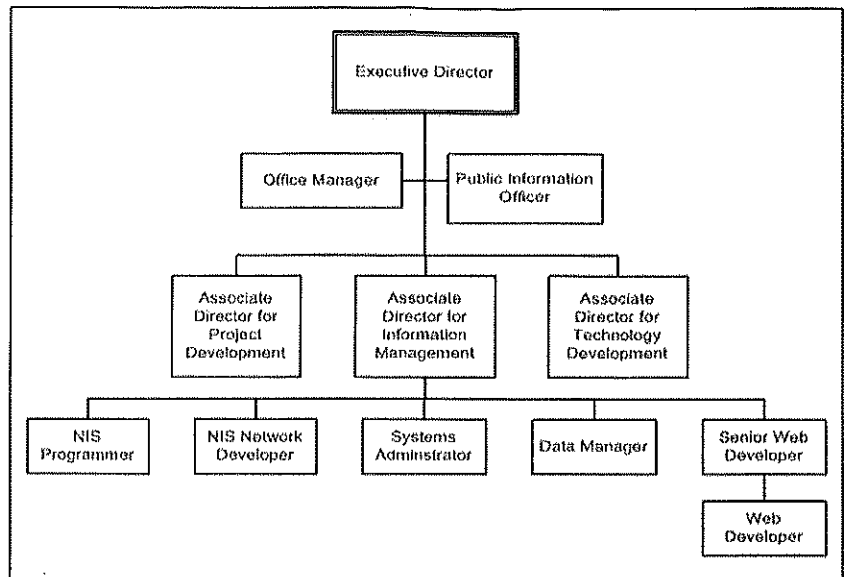 Executive Director
Office Manager
Public Information
Officer
Associate
Director for
Project
Development
Associate
Director for
Information
Management
Associate
Director for
Technology
Development
NIS
Programmer
NIS Network
Developer
Systems
Adminstrator
Data Manager
Senior Web
Developer
Web
Developer